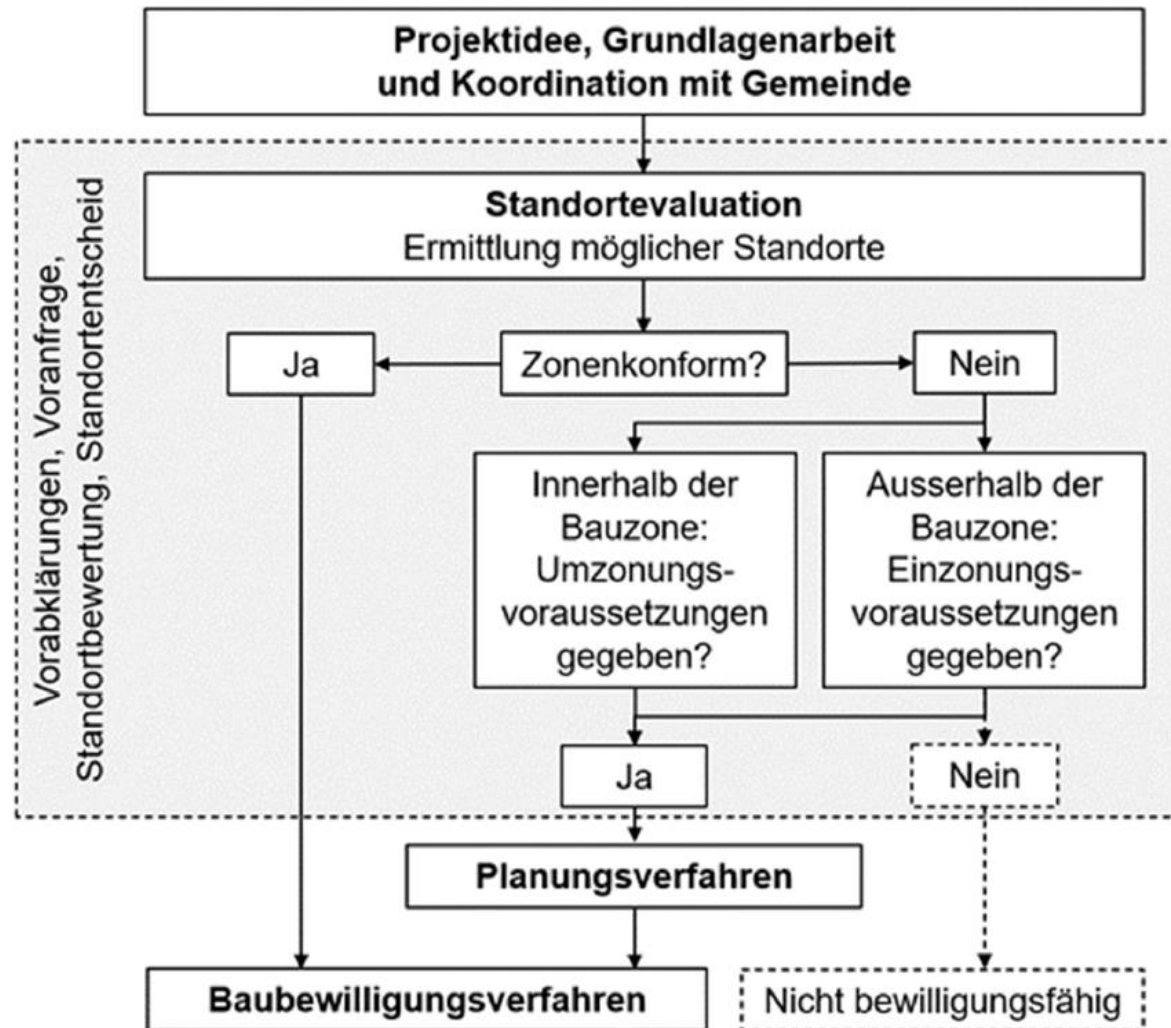 Projektidee, Grundlagenarbeit
und Koordination mit Gemeinde
Vorabklärungen, Voranfrage,
Standortbewertung, Standortentscheid
Standortevaluation
Ermittlung möglicher Standorte
Ja
Zonenkonform?
Nein
Innerhalb der
Bauzone:
Umzonungs-
voraussetzungen
gegeben?
Ausserhalb der
Bauzone:
Einzonungs-
voraussetzungen
gegeben?
Ja
Nein
Planungsverfahren
Baubewilligungsverfahren
Nicht bewilligungsfähig